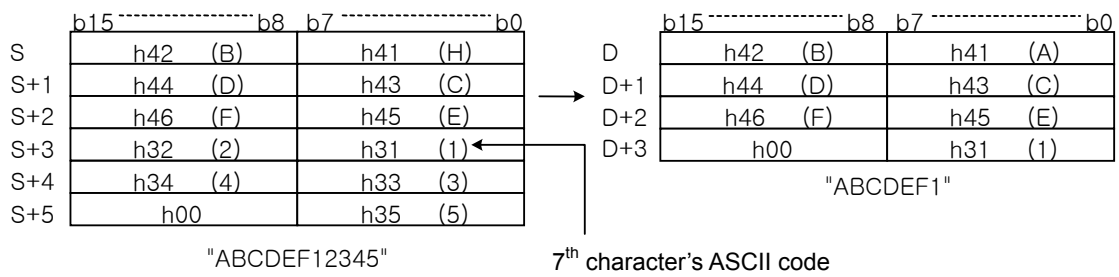 b15 b8 b7 b0 b15 b8 b7 b0
S h42 (B) h41 (H) D h42 (B) h41 (A)
S+1 h44 (D) h43 (C) D+1 h44 (D) h43 (C)
S+2 h46 (F) h45 (E) D+2 h46 (F) h45 (E)
S+3 h32 (2) h31 (1) D+3 h00 h31 (1)
S+4 h34 (4) h33 (3) "ABCDEF1"
S+5 h00 h35 (5)
"ABCDEF12345" 7th character's ASCII code